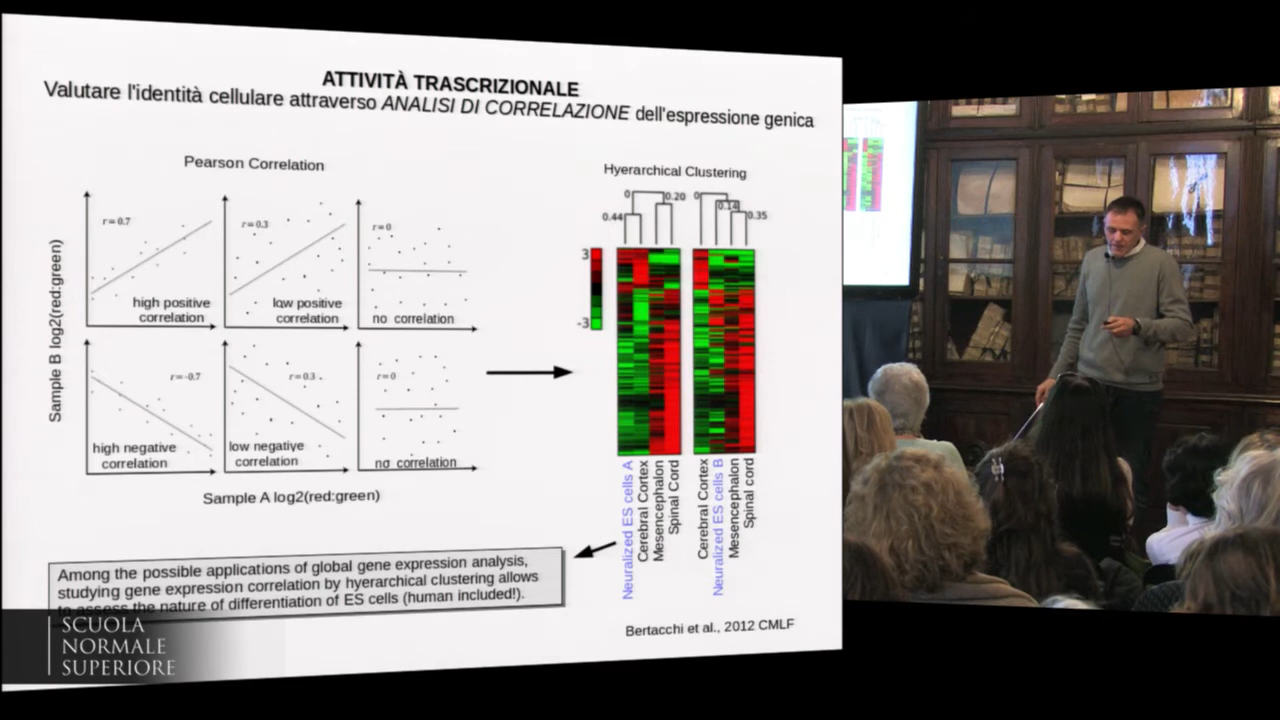 ATTIVITÀ TRASCRIZIONALE
Valutare l'identità cellulare attraverso ANALISI DI CORRELAZIONE dell'espressione genica
Pearson Correlation
Sample B log2(red:green)
r=0.7
high positive
correlation
r=0.3
low positive
correlation
r=0
no correlation
r=-0.7
high negative
correlation
r=0.3
low negative
correlation
r=0
no correlation
Sample A log2(red:green)
Hyerarchical Clustering
0
0.20
0.44
0
0.14
0.35
3
-3
Neuralized ES cells A
Cerebral Cortex
Mesencephalon
Spinal Cord
Cerebral Cortex
Neuralized ES cells B
Mesencephalon
Spinal cord
Among the possible applications of global gene expression analysis,
studying gene expression correlation by hyerarchical clustering allows
to assess the nature of differentiation of ES cells (human included!).
Bertacchi et al., 2012 CMLF
SCUOLA
NORMALE
SUPERIORE